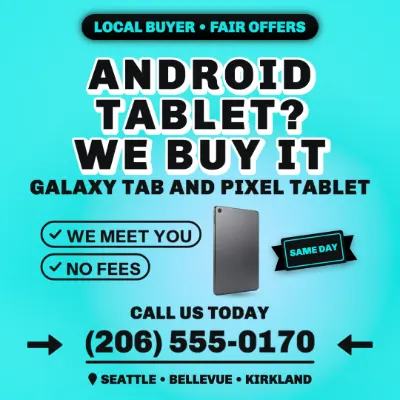 LOCAL BUYER • FAIR OFFERS
ANDROID
TABLET?
WE BUY IT
GALAXY TAB AND PIXEL TABLET
WE MEET YOU
NO FEES
SAME DAY
CALL US TODAY
(206) 555-0170
SEATTLE • BELLEVUE • KIRKLAND